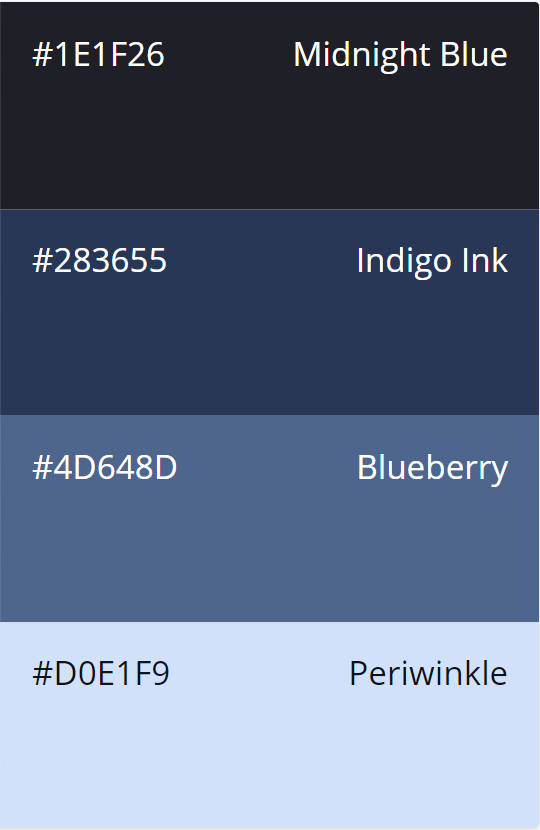 #1E1F26 Midnight Blue
#283655 Indigo Ink
#4D648D Blueberry
#D0E1F9 Periwinkle